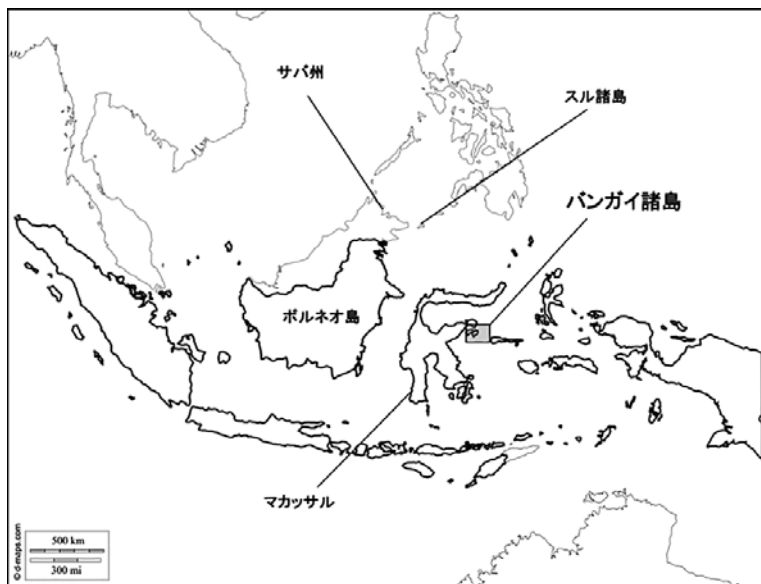 サバ州
スル諸島
バンガイ諸島
ボルネオ島
マカッサル
500 km
300 mi
© d-maps.com